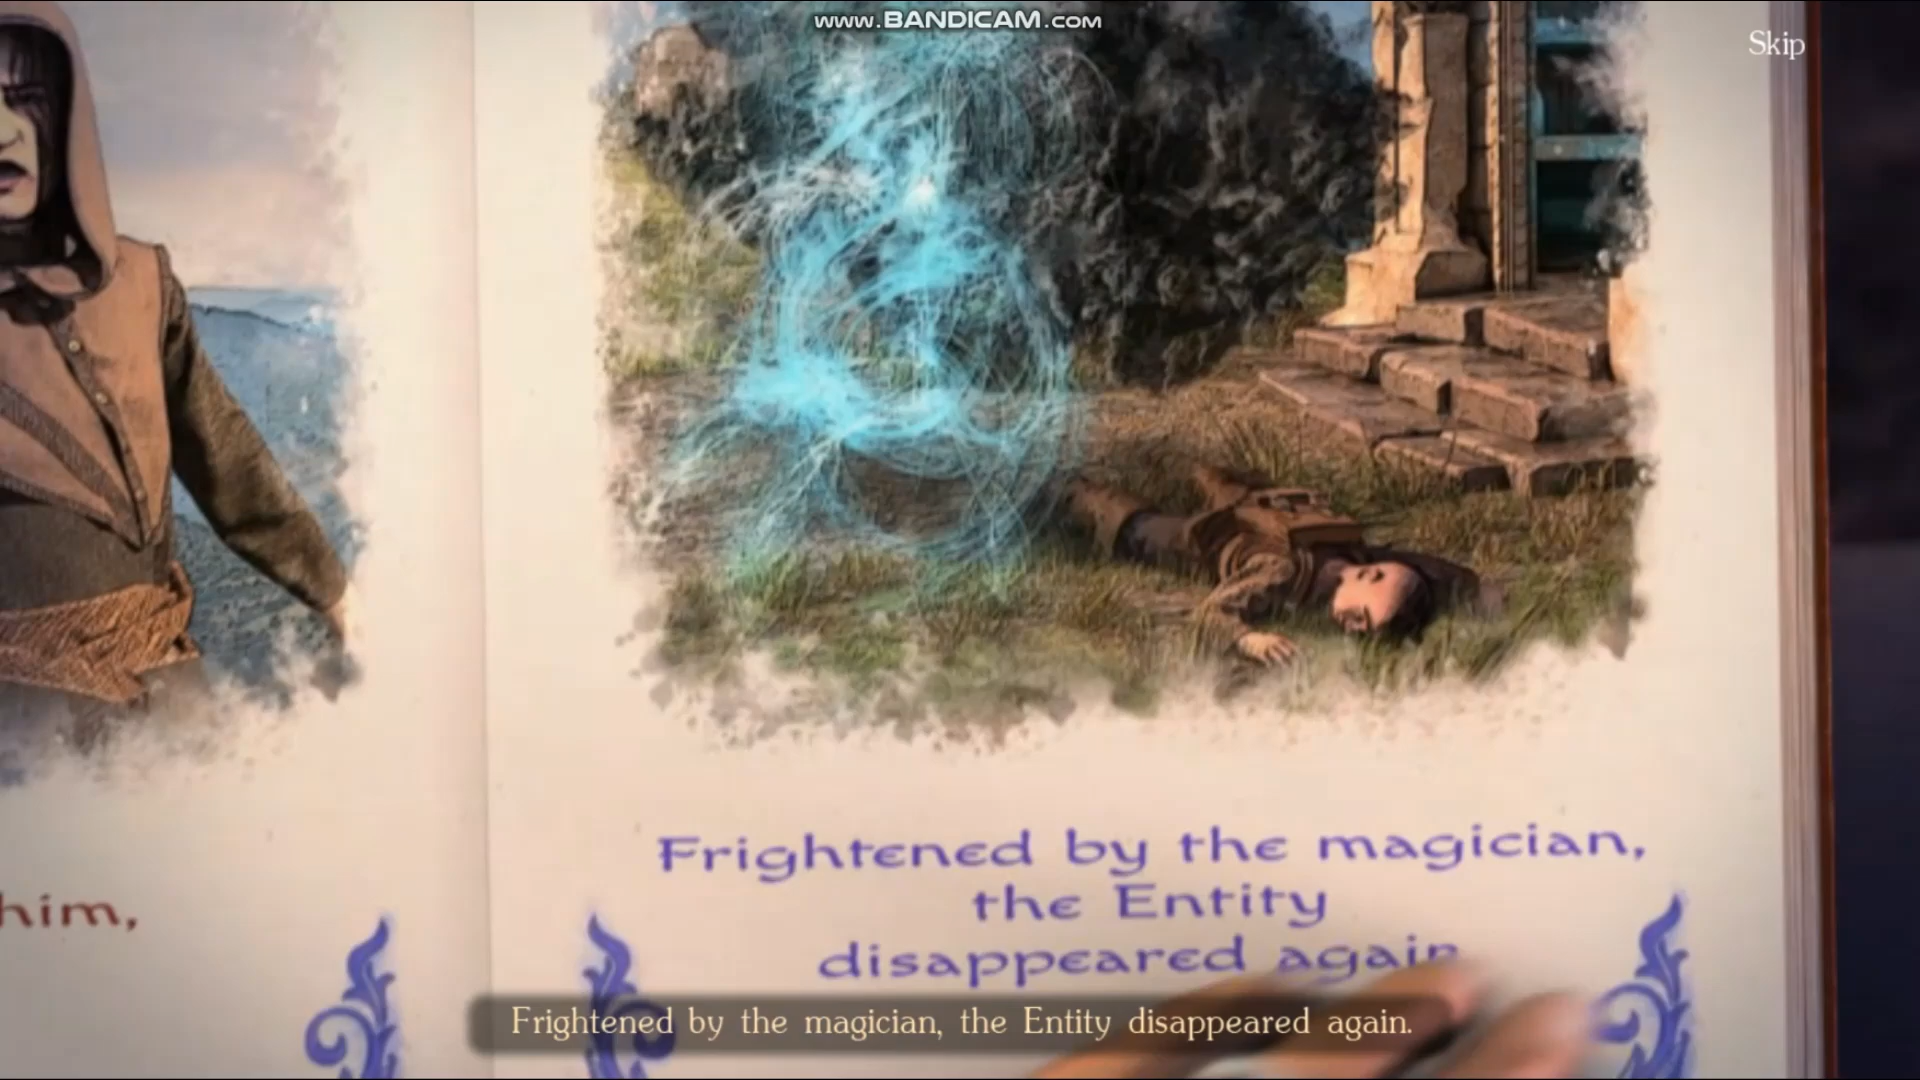 www.BANDICAM.com
Skip
him,
Frightened by the magician,
the Entity
disappeared again
Frightened by the magician, the Entity disappeared again.